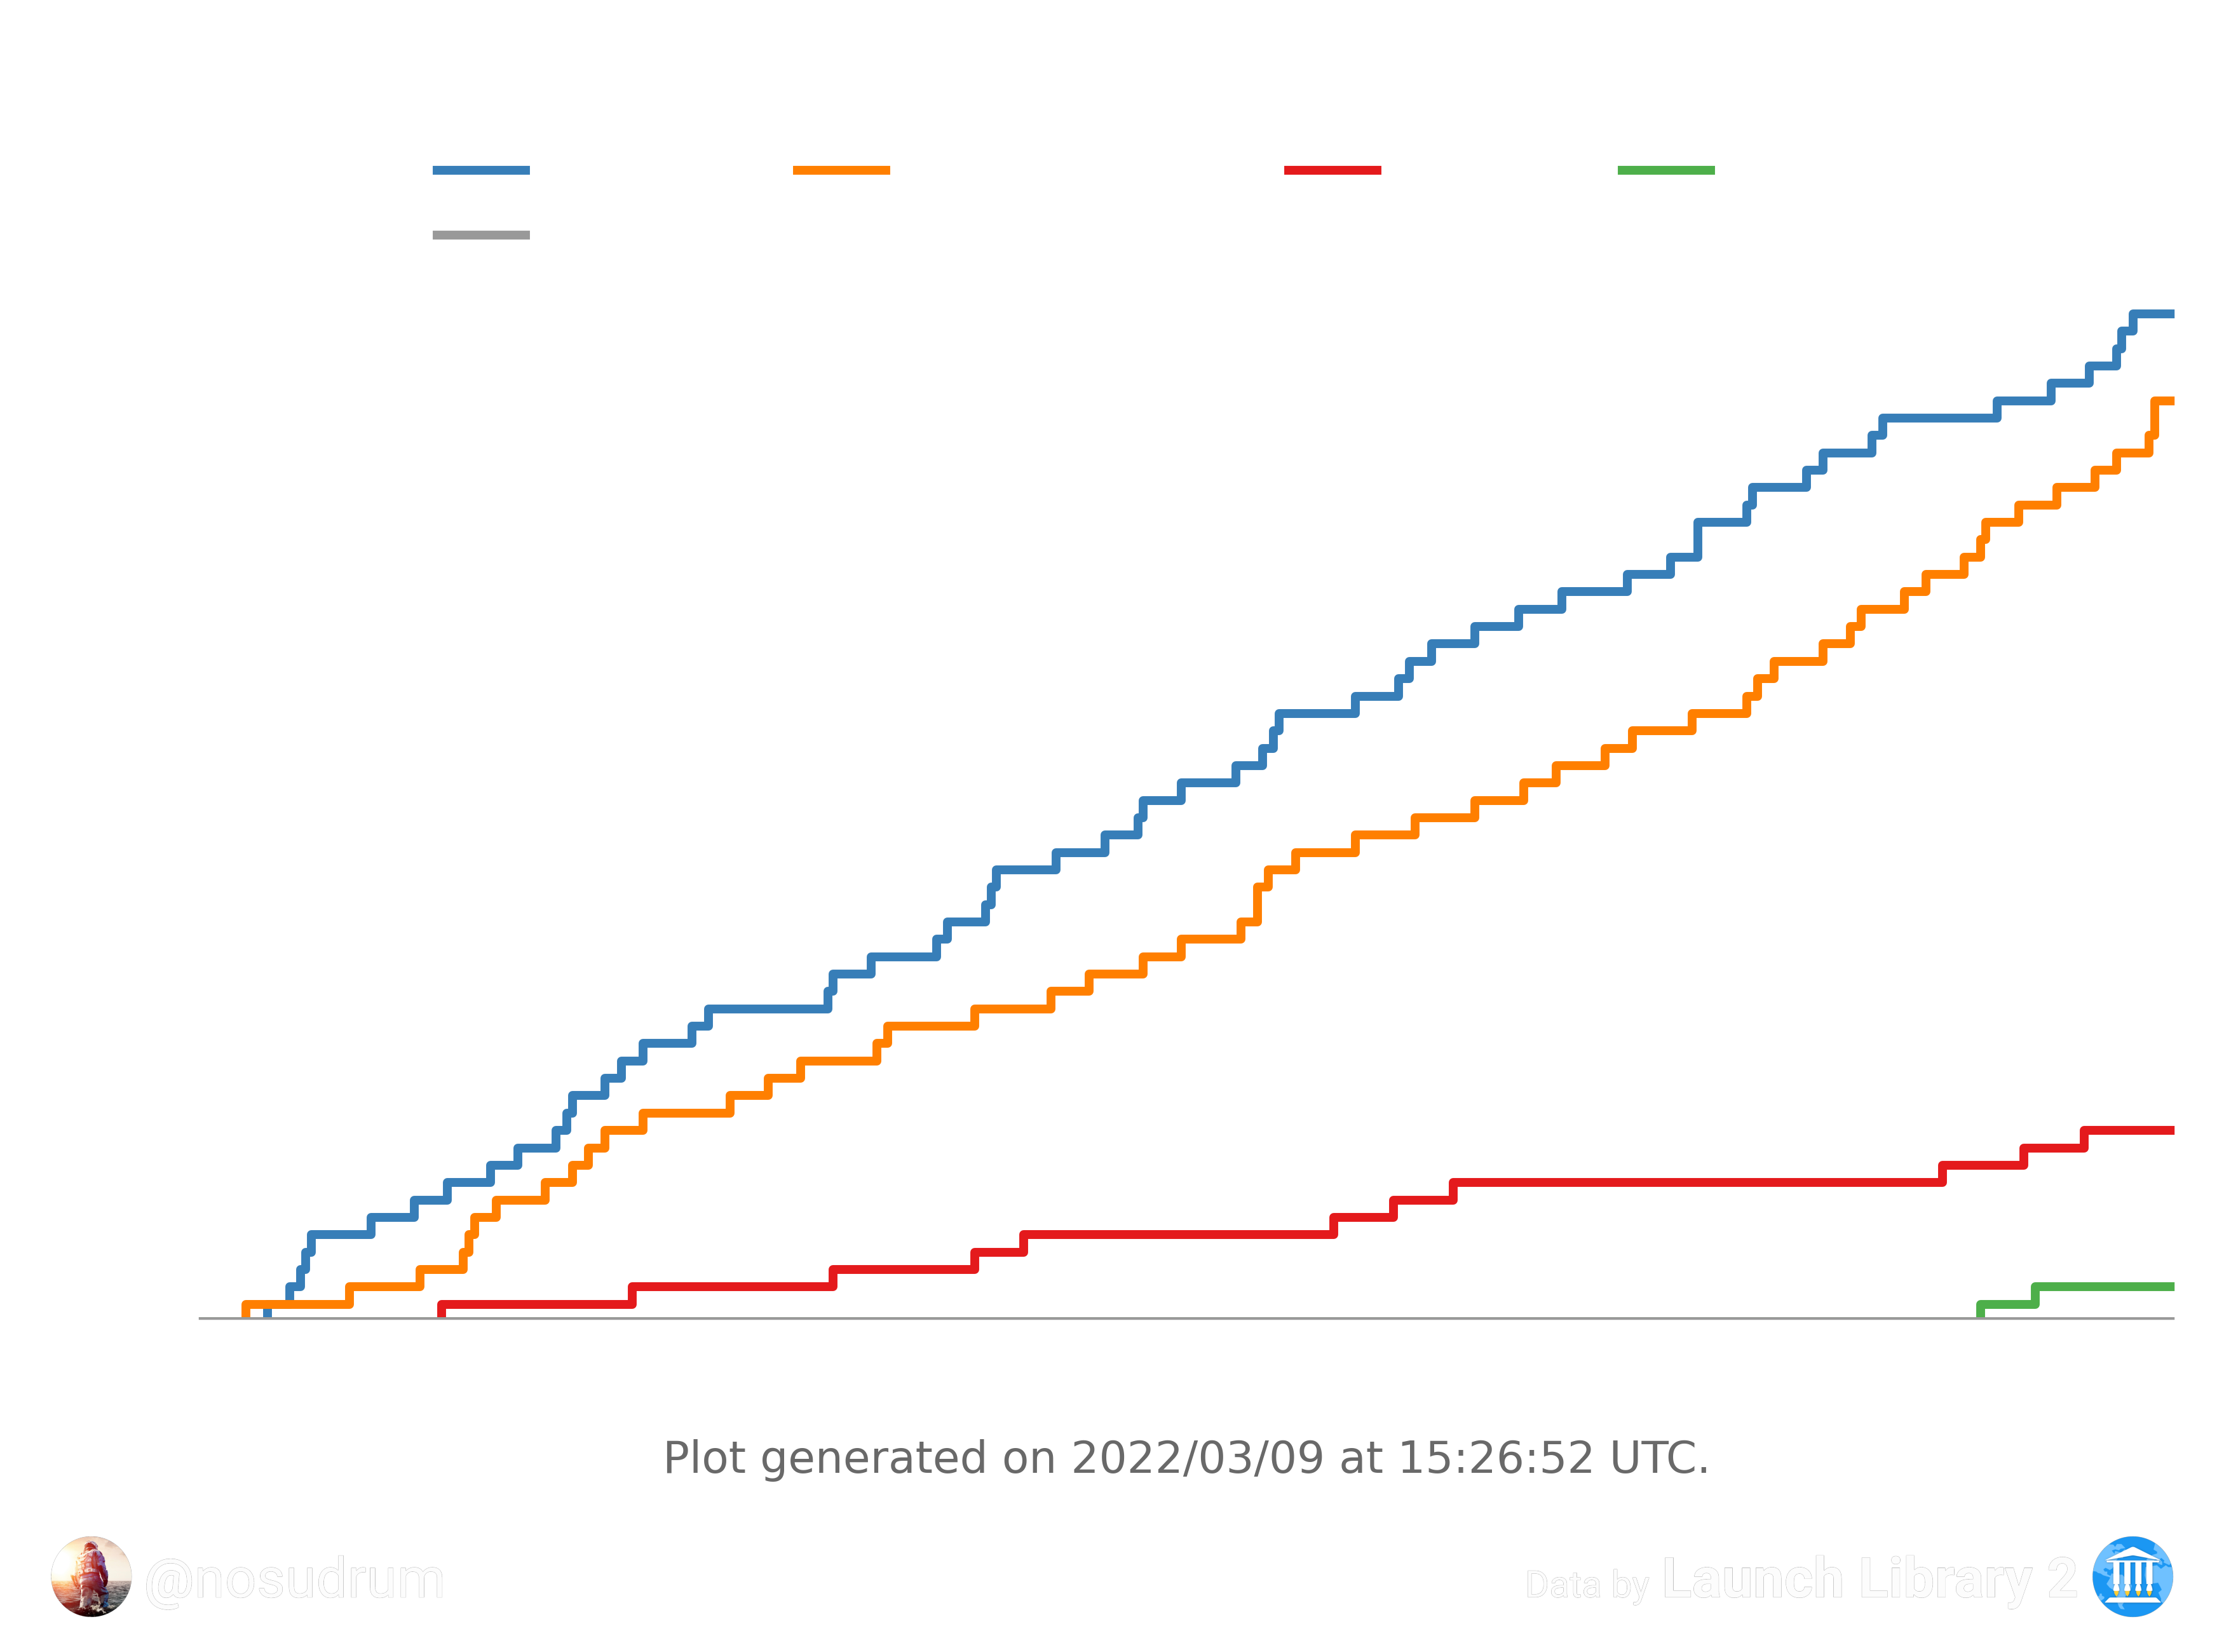 Plot generated on 2022/03/09 at 15:26:52 UTC.
@nosudrum
Data by Launch Library 2